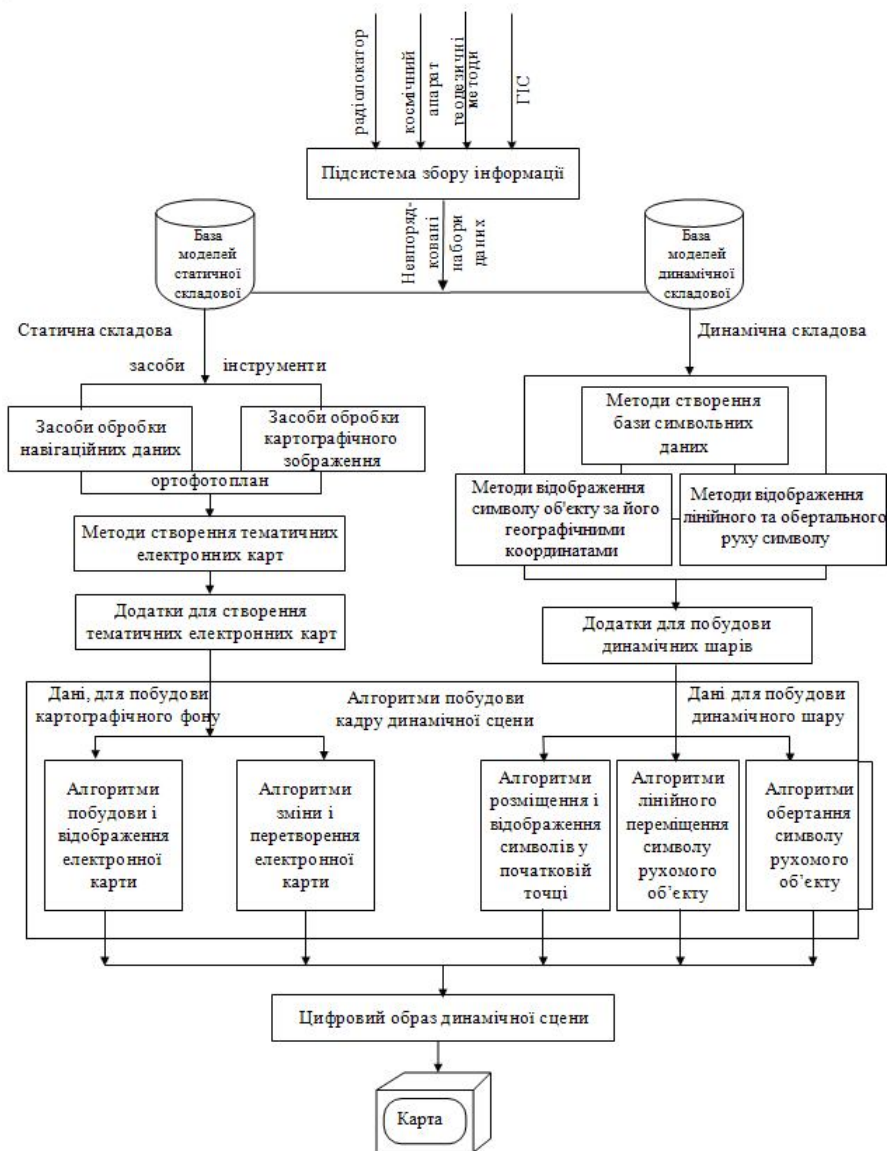 радіолокатор
космічний
апарат
геодезичні
методи
ГІС
Підсистема збору інформації
Невпоряд-
ковані
набори
даних
База
моделей
статичної
складової
База
моделей
динамічної
складової
Статична складова
Динамічна складова
засоби
інструменти
Засоби обробки
навігаційних даних
Засоби обробки
картографічного
зображення
ортофотоплан
Методи створення
бази символьних
даних
Методи відображення
символу об'єкту за його
географічними
координатами
Методи відображення
лінійного та обертального
руху символу
Методи створення тематичних
електронних карт
Додатки для створення
тематичних електронних карт
Додатки для побудови
динамічних шарів
Дані, для побудови
картографічного фону
Алгоритми побудови
кадру динамічної сцени
Дані для побудови
динамічного шару
Алгоритми
побудови і
відображення
електронної
карти
Алгоритми
зміни і
перетворення
електронної
карти
Алгоритми
розміщення і
відображення
символів у
початковій
точці
Алгоритми
лінійного
переміщення
символу
рухомого
об’єкту
Алгоритми
обертання
символу
рухомого
об’єкту
Цифровий образ динамічної сцени
Карта